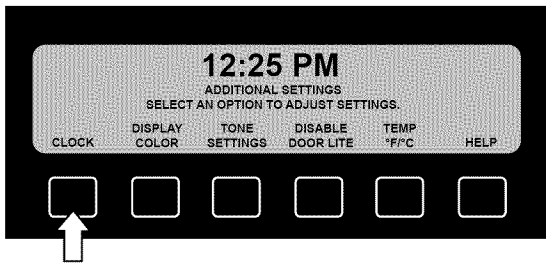 12:25 PM
ADDITIONAL SETTINGS
SELECT AN OPTION TO ADJUST SETTINGS.
CLOCK
DISPLAY COLOR
TONE SETTINGS
DISABLE DOOR LITE
TEMP °F/°C
HELP